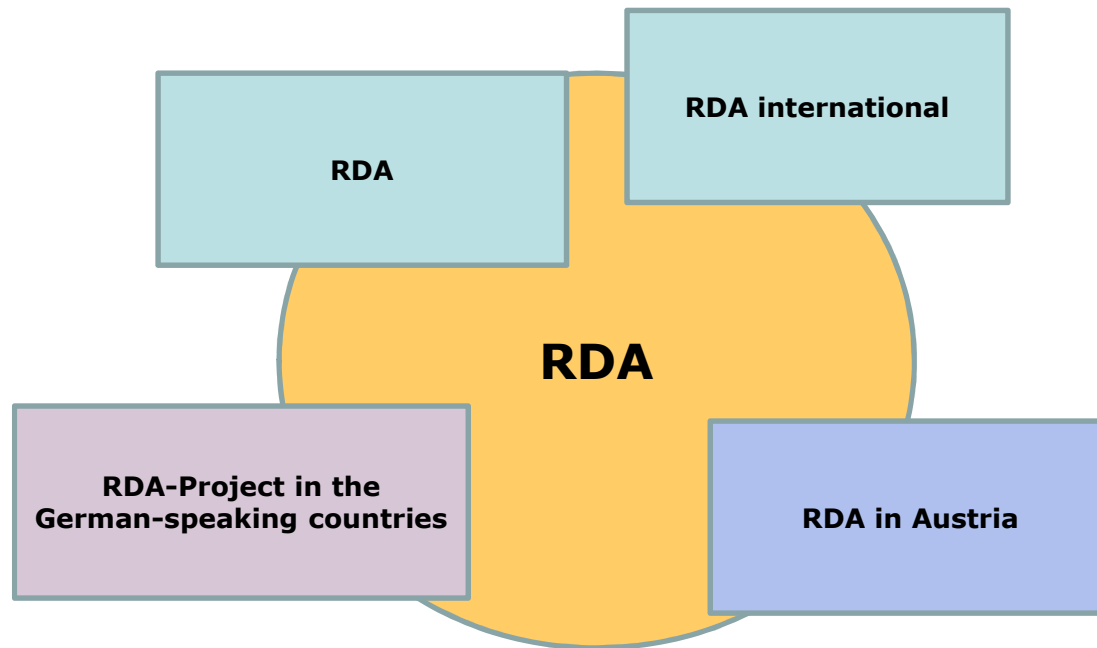 RDA international
RDA
RDA
RDA-Project in the
German-speaking countries
RDA in Austria